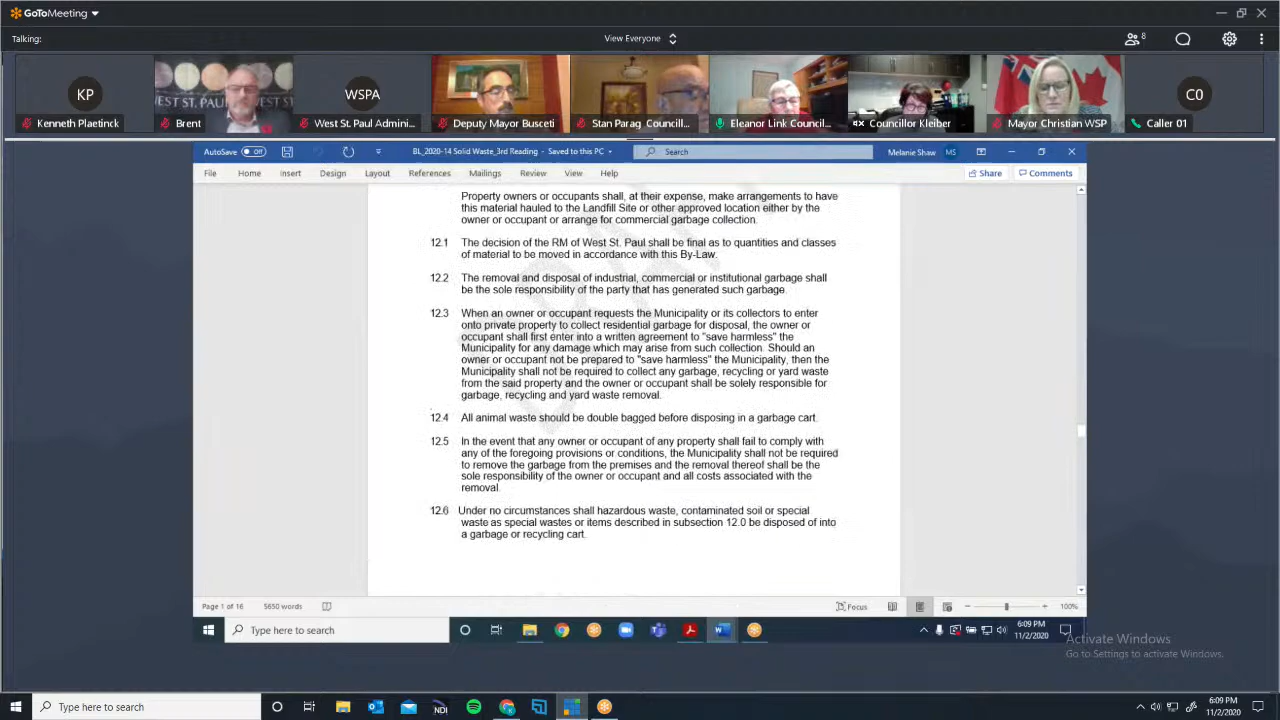 GoToMeeting
Talking:
View Everyone
8
KP
WSPA
C0
WEST ST. PAUL
Kenneth Plaetinck
Brent
West St. Paul Admini...
Deputy Mayor Busceti
Stan Parag Councill...
Eleanor Link Council...
Councillor Kleiber
Mayor Christian WSP
Caller 01
AutoSave Off
BL_2020-14 Solid Waste_3rd Reading - Saved to this PC
Search
Melanie Shaw
MS
File Home Insert Design Layout References Mailings Review View Help
Share
Comments
Property owners or occupants shall, at their expense, make arrangements to have
this material hauled to the Landfill Site or other approved location either by the
owner or occupant or arrange for commercial garbage collection.
12.1 The decision of the RM of West St. Paul shall be final as to quantities and classes
of material to be moved in accordance with this By-Law.
12.2 The removal and disposal of industrial, commercial or institutional garbage shall
be the sole responsibility of the party that has generated such garbage.
12.3 When an owner or occupant requests the Municipality or its collectors to enter
onto private property to collect residential garbage for disposal, the owner or
occupant shall first enter into a written agreement to "save harmless" the
Municipality for any damage which may arise from such collection. Should an
owner or occupant not be prepared to "save harmless" the Municipality, then the
Municipality shall not be required to collect any garbage, recycling or yard waste
from the said property and the owner or occupant shall be solely responsible for
garbage, recycling and yard waste removal.
12.4 All animal waste should be double bagged before disposing in a garbage cart.
12.5 In the event that any owner or occupant of any property shall fail to comply with
any of the foregoing provisions or conditions, the Municipality shall not be required
to remove the garbage from the premises and the removal thereof shall be the
sole responsibility of the owner or occupant and all costs associated with the
removal.
12.6 Under no circumstances shall hazardous waste, contaminated soil or special
waste as special wastes or items described in subsection 12.0 be disposed of into
a garbage or recycling cart.
Page 1 of 16
5650 words
Focus
100%
Type here to search
6:09 PM
11/2/2020
Activate Windows
Go to Settings to activate Windows.
Type here to search
6:09 PM
11/2/2020